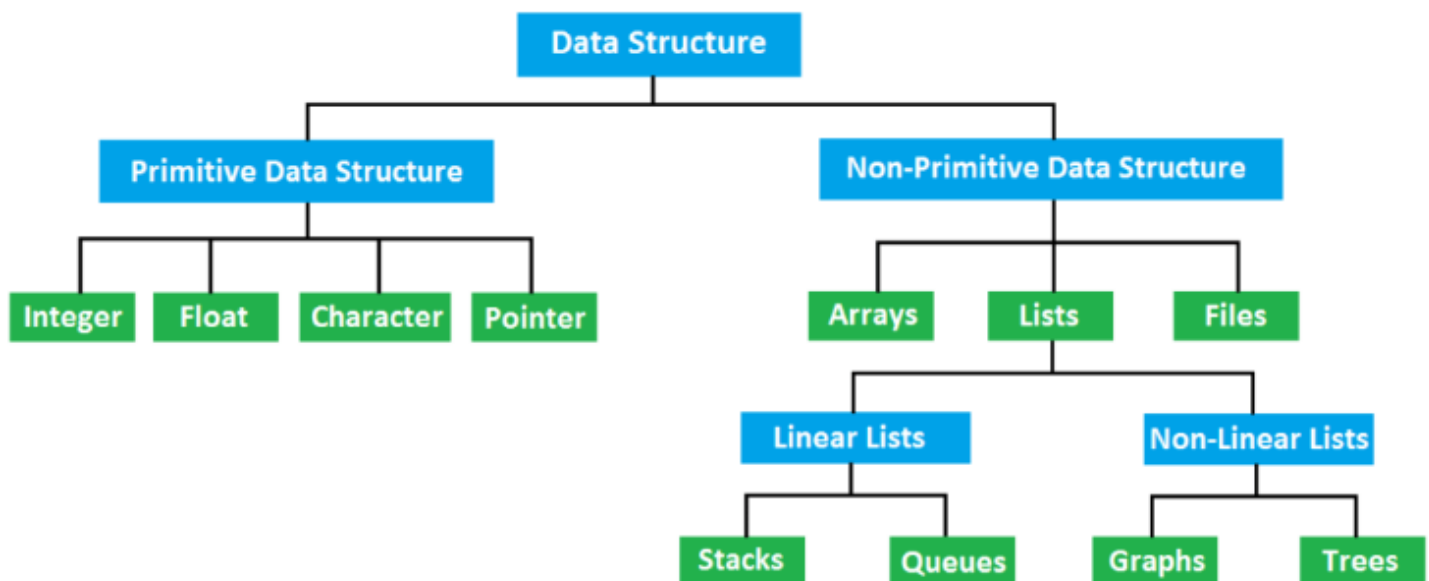 Data Structure
Primitive Data Structure
Non-Primitive Data Structure
Integer
Float
Character
Pointer
Arrays
Lists
Files
Linear Lists
Non-Linear Lists
Stacks
Queues
Graphs
Trees